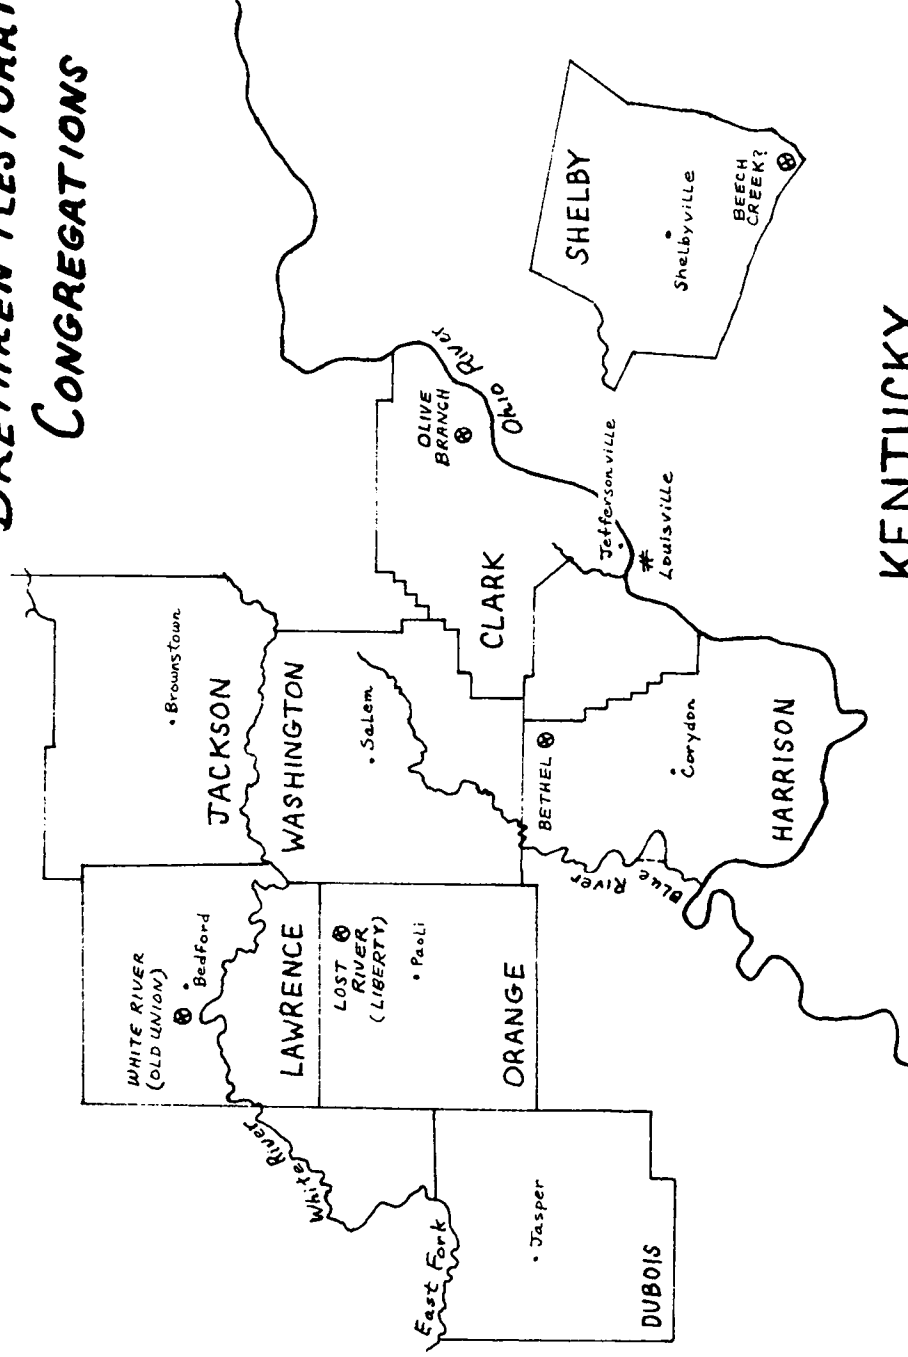 CONGREGATIONS
SHELBY
Shelbyville
BEECH
CREEK?
Ohio River
OLIVE
BRANCH
Jeffersonville
Louisville
KENTUCKY
CLARK
Brownstown
JACKSON
WASHINGTON
Salem
BETHEL
Corydon
HARRISON
Blue River
WHITE RIVER
(OLD UNION)
Bedford
LAWRENCE
LOST
RIVER
(LIBERTY)
Paoli
ORANGE
East Fork White River
Jasper
DUBOIS